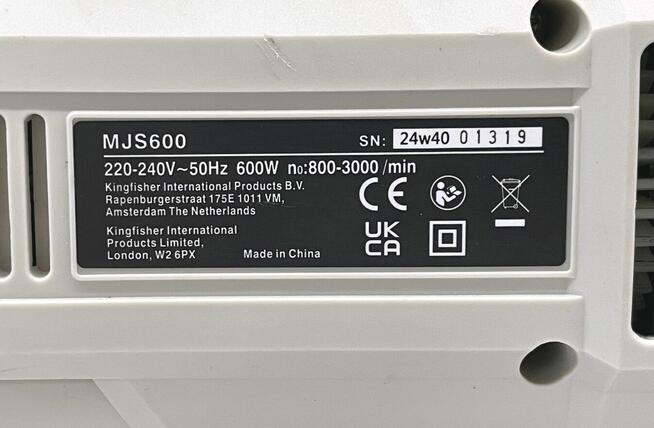 MJS600
SN: 24w40 01319
220-240V~50Hz 600W n₀:800-3000 /min
Kingfisher International Products B.V.
Rapenburgerstraat 175E 1011 VM,
Amsterdam The Netherlands
CE
Kingfisher International
Products Limited,
London, W2 6PX
Made in China
UK
CA